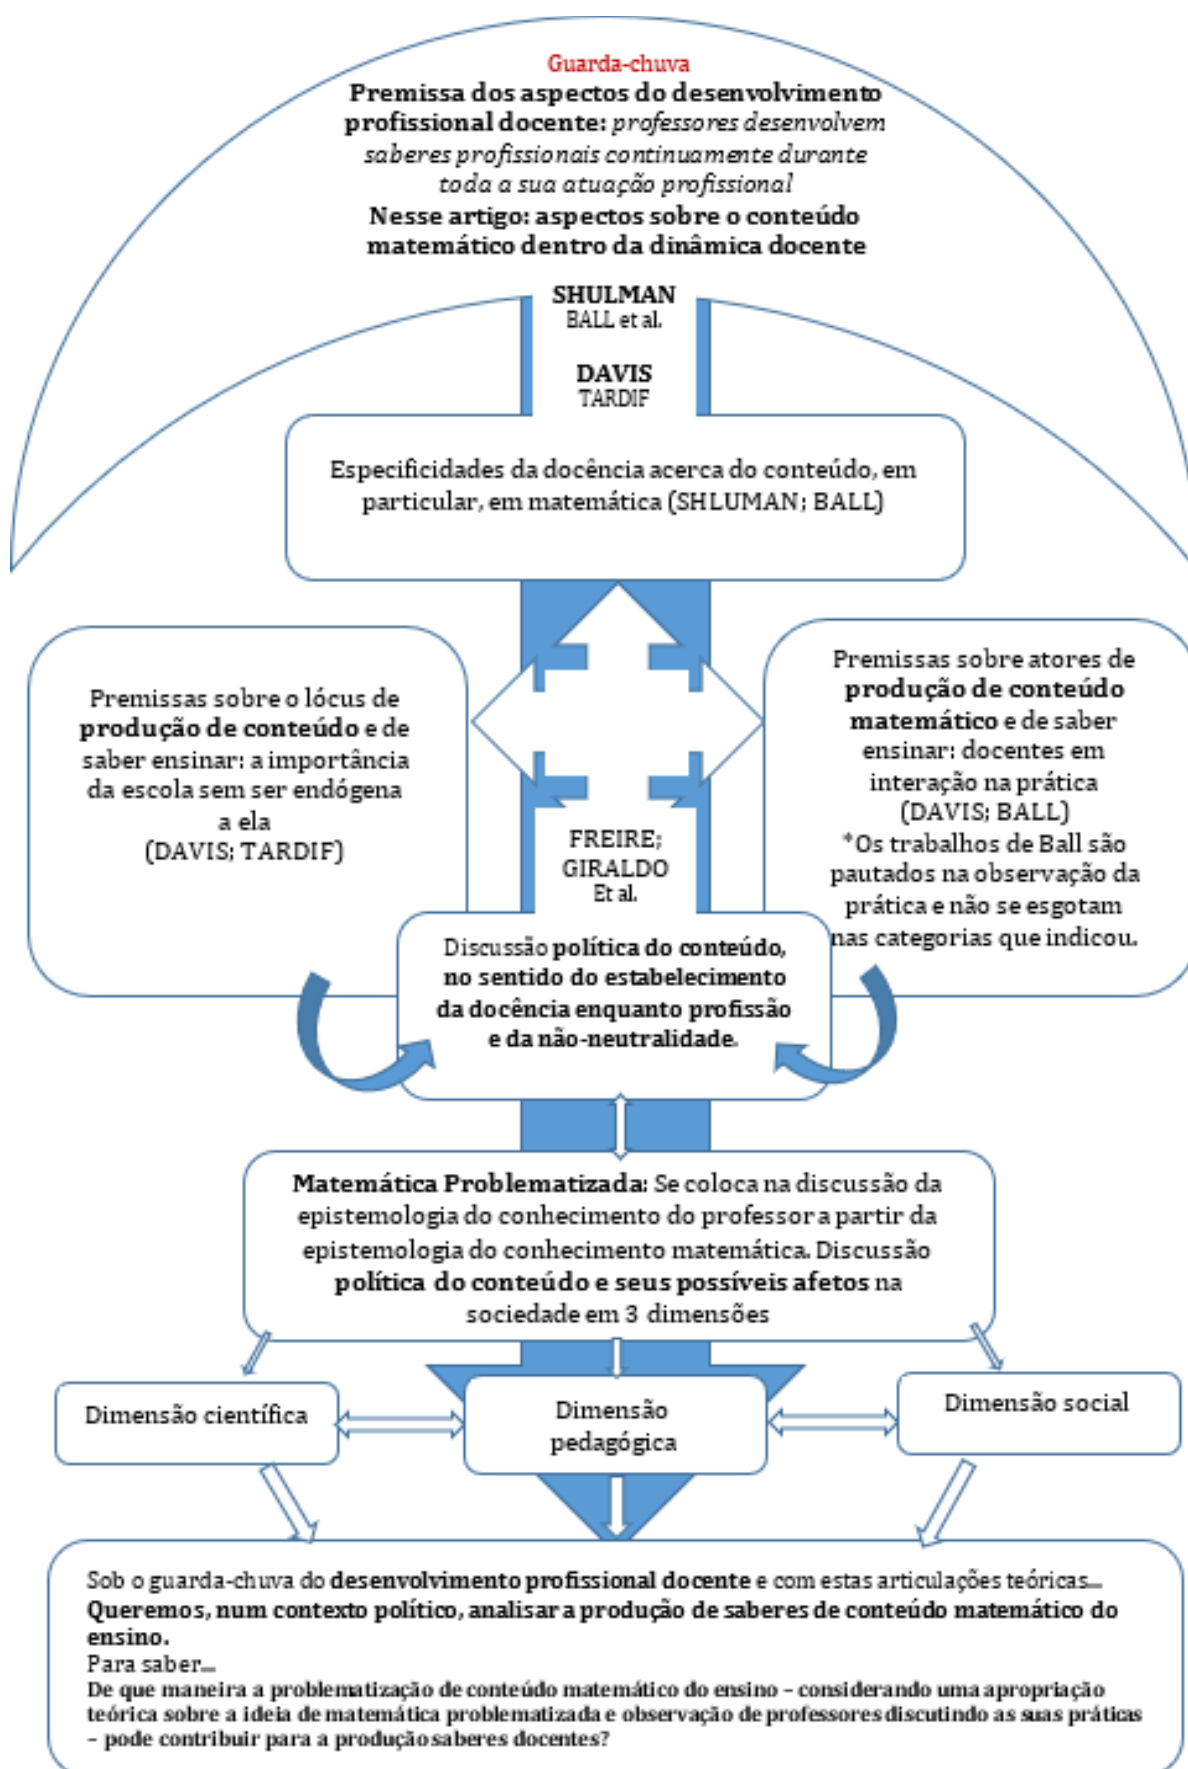 Guarda-chuva
Premissa dos aspectos do desenvolvimento
profissional docente: professores desenvolvem
saberes profissionais continuamente durante
toda a sua atuação profissional
Nesse artigo: aspectos sobre o conteúdo
matemático dentro da dinâmica docente
SHULMAN
BALL et al.
DAVIS
TARDIF
Especificidades da docência acerca do conteúdo, em
particular, em matemática (SHLUMAN; BALL)
Premissas sobre o lócus de
produção de conteúdo e de
saber ensinar: a importância
da escola sem ser endógena
a ela
(DAVIS; TARDIF)
Premissas sobre atores de
produção de conteúdo
matemático e de saber
ensinar: docentes em
interação na prática
(DAVIS; BALL)
*Os trabalhos de Ball são
pautados na observação da
prática e não se esgotam
nas categorias que indicou.
FREIRE;
GIRALDO
Et al.
Discussão política do conteúdo,
no sentido do estabelecimento
da docência enquanto profissão
e da não-neutralidade.
Matemática Problematizada: Se coloca na discussão da
epistemologia do conhecimento do professor a partir da
epistemologia do conhecimento matemática. Discussão
política do conteúdo e seus possíveis afetos na
sociedade em 3 dimensões
Dimensão científica
Dimensão
pedagógica
Dimensão social
Sob o guarda-chuva do desenvolvimento profissional docente e com estas articulações teóricas...
Queremos, num contexto político, analisar a produção de saberes de conteúdo matemático do
ensino.
Para saber...
De que maneira a problematização de conteúdo matemático do ensino – considerando uma apropriação
teórica sobre a ideia de matemática problematizada e observação de professores discutindo as suas práticas
– pode contribuir para a produção saberes docentes?